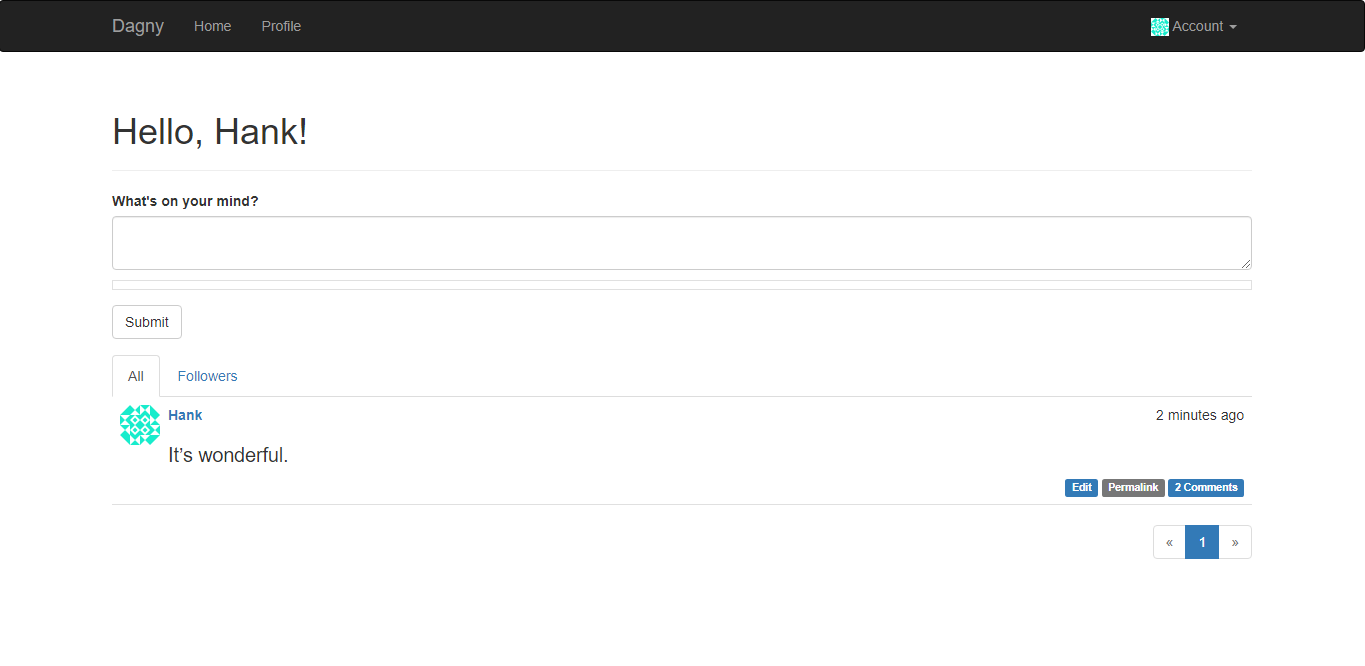 Dagny Home Profile Account
Hello, Hank!
What's on your mind?
Submit
All Followers
Hank 2 minutes ago
It’s wonderful.
Edit Permalink 2 Comments
« 1 »